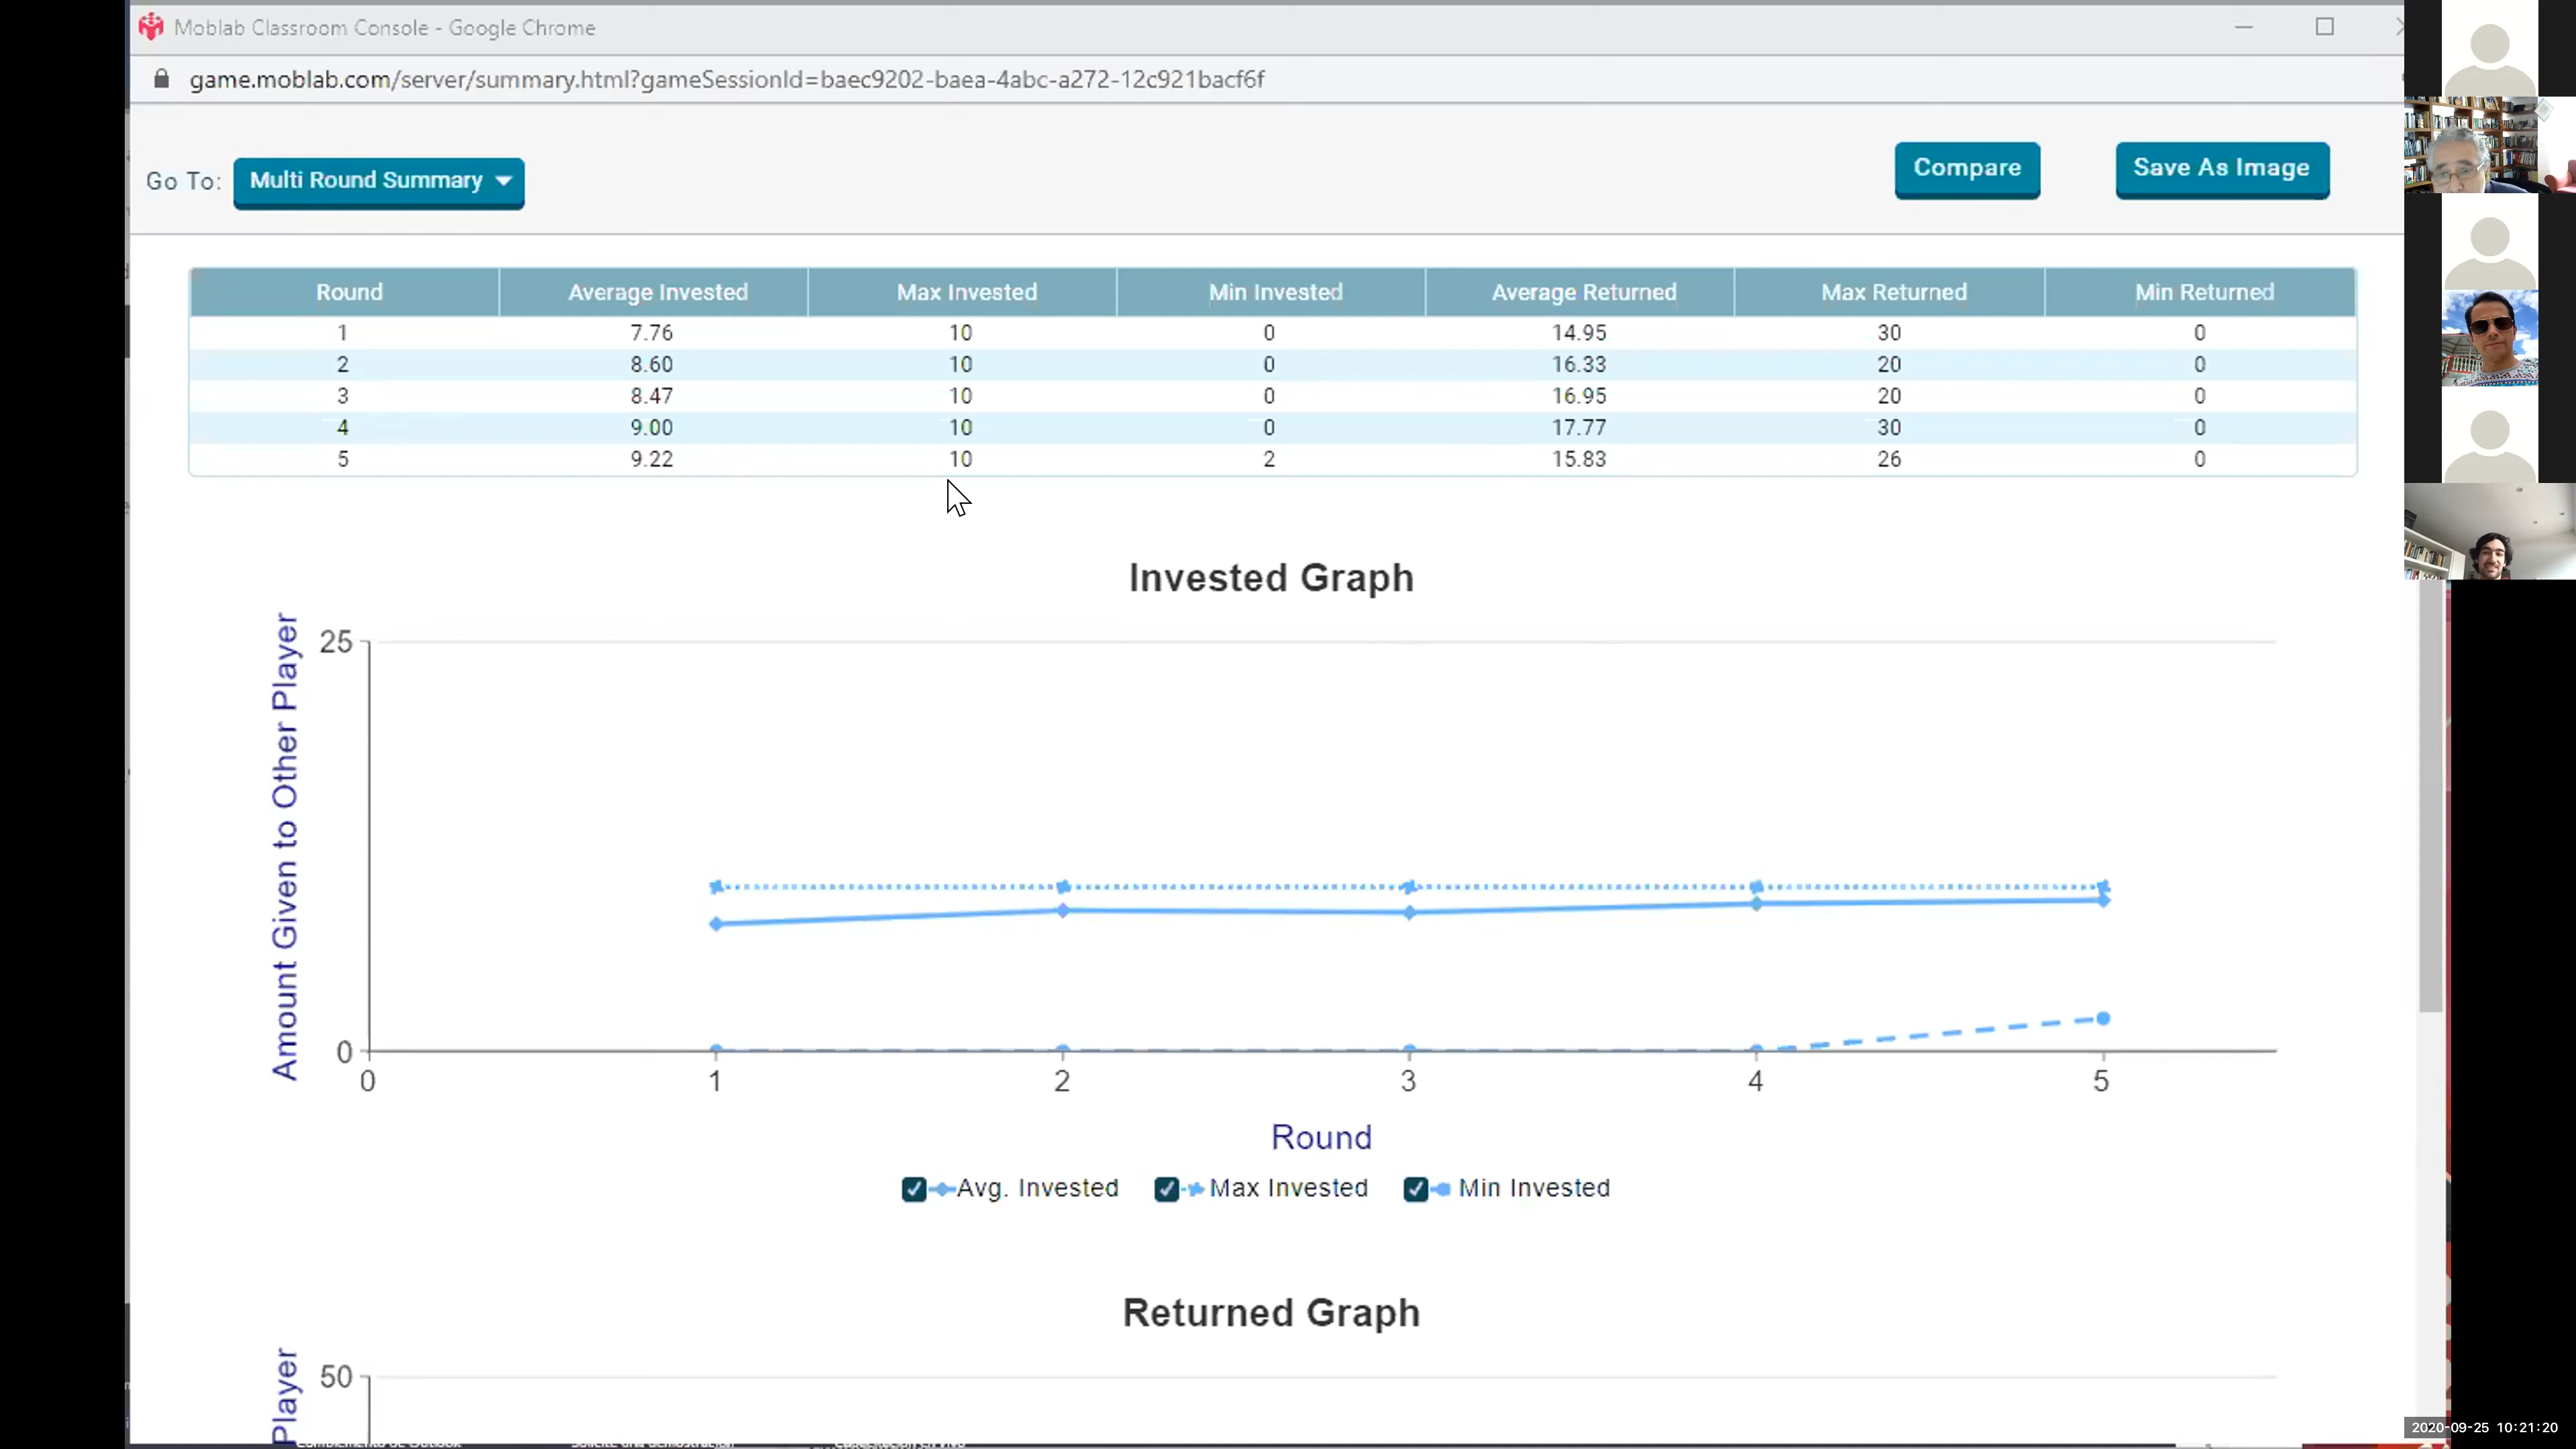 Moblab Classroom Console - Google Chrome
game.moblab.com/server/summary.html?gameSessionId=baec9202-baea-4abc-a272-12c921bacf6f
Go To: Multi Round Summary Compare Save As Image
Round Average Invested Max Invested Min Invested Average Returned Max Returned Min Returned
1 7.76 10 0 14.95 30 0
2 8.60 10 0 16.33 20 0
3 8.47 10 0 16.95 20 0
4 9.00 10 0 17.77 30 0
5 9.22 10 2 15.83 26 0
Invested Graph
Amount Given to Other Player
25
0
0 1 2 3 4 5
Round
Avg. Invested Max Invested Min Invested
Returned Graph
Player
50
2020-09-25 10:21:20